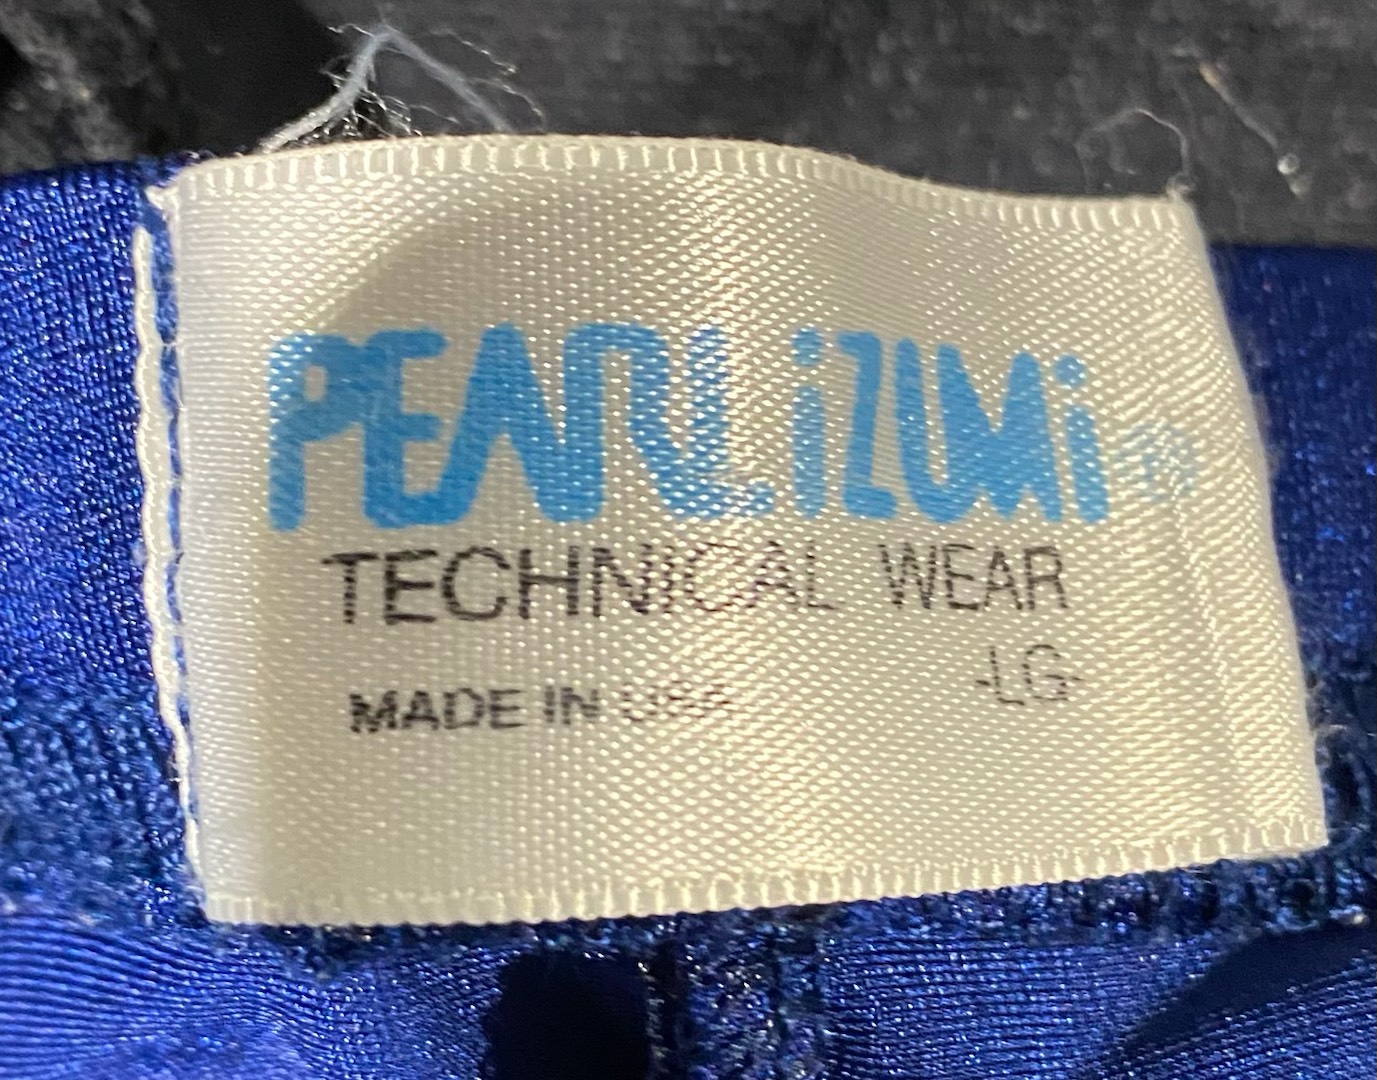 PEARL iZUMi ®
TECHNICAL WEAR
-LG-
MADE IN USA